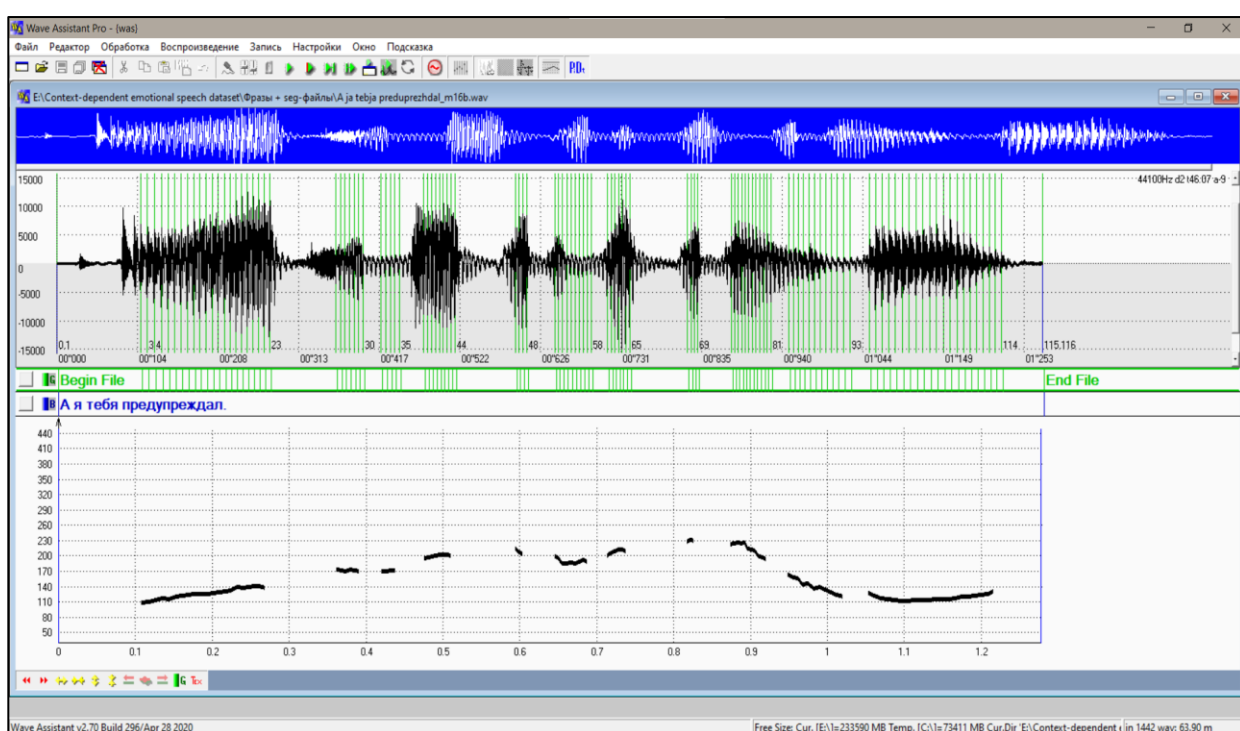 Wave Assistant Pro - {was}
Файл Редактор Обработка Воспроизведение Запись Настройки Окно Подсказка
E:\Context-dependent emotional speech dataset\Фразы + seg-файлы\A ja tebja preduprezhdal_m16b.wav
15000
44100Hz d2 t46.07 a-9
10000
5000
0
-5000
-10000
-15000
0.1 3 4 23 30 35 44 48 58 65 69 81 93 114 115.116
00"000 00"104 00"208 00"313 00"417 00"522 00"626 00"731 00"835 00"940 01"044 01"149 01"253
G Begin File End File
B А я тебя предупреждал.
440
410
380
350
320
290
260
230
200
170
140
110
80
50
0 0.1 0.2 0.3 0.4 0.5 0.6 0.7 0.8 0.9 1 1.1 1.2
G Tex
Wave Assistant v2.70 Build 296/Apr 28 2020 Free Size: Cur. [E:\]=233590 MB Temp. [C:\]=73411 MB Cur.Dir 'E:\Context-dependent in 1442 wav: 63.90 m